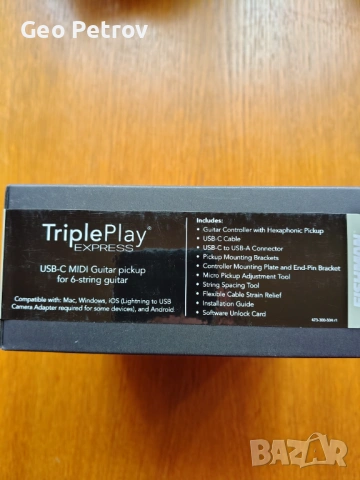 Geo Petrov
TriplePlay®
EXPRESS
USB-C MIDI Guitar pickup
for 6-string guitar
Compatible with: Mac, Windows, iOS (Lightning to USB
Camera Adapter required for some devices), and Android
Includes:
• Guitar Controller with Hexaphonic Pickup
• USB-C Cable
• USB-C to USB-A Connector
• Pickup Mounting Brackets
• Controller Mounting Plate and End-Pin Bracket
• Micro Pickup Adjustment Tool
• String Spacing Tool
• Flexible Cable Strain Relief
• Installation Guide
• Software Unlock Card
BAZAR
bg